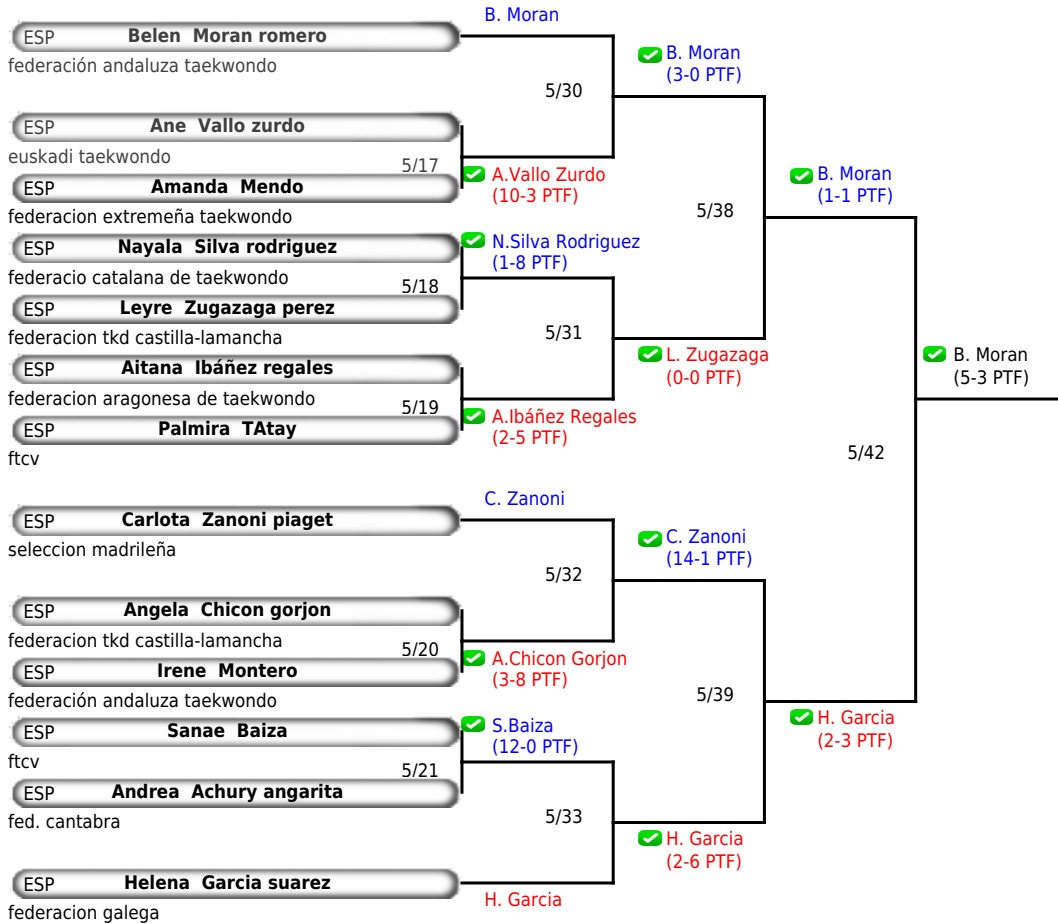 B. Moran
ESP Belen Moran romero
federación andaluza taekwondo
B. Moran
(3-0 PTF)
5/30
ESP Ane Vallo zurdo
euskadi taekwondo
5/17
A.Vallo Zurdo
(10-3 PTF)
ESP Amanda Mendo
federacion extremeña taekwondo
B. Moran
(1-1 PTF)
5/38
ESP Nayala Silva rodriguez
N.Silva Rodriguez
(1-8 PTF)
federacio catalana de taekwondo
5/18
ESP Leyre Zugazaga perez
federacion tkd castilla-lamancha
5/31
L. Zugazaga
(0-0 PTF)
B. Moran
(5-3 PTF)
ESP Aitana Ibáñez regales
federacion aragonesa de taekwondo
5/19
A.Ibáñez Regales
(2-5 PTF)
ESP Palmira TAtay
ftcv
5/42
C. Zanoni
ESP Carlota Zanoni piaget
seleccion madrileña
C. Zanoni
(14-1 PTF)
5/32
ESP Angela Chicon gorjon
federacion tkd castilla-lamancha
5/20
A.Chicon Gorjon
(3-8 PTF)
ESP Irene Montero
federación andaluza taekwondo
5/39
H. Garcia
(2-3 PTF)
ESP Sanae Baiza
S.Baiza
(12-0 PTF)
ftcv
5/21
ESP Andrea Achury angarita
fed. cantabra
5/33
H. Garcia
(2-6 PTF)
ESP Helena Garcia suarez
H. Garcia
federacion galega